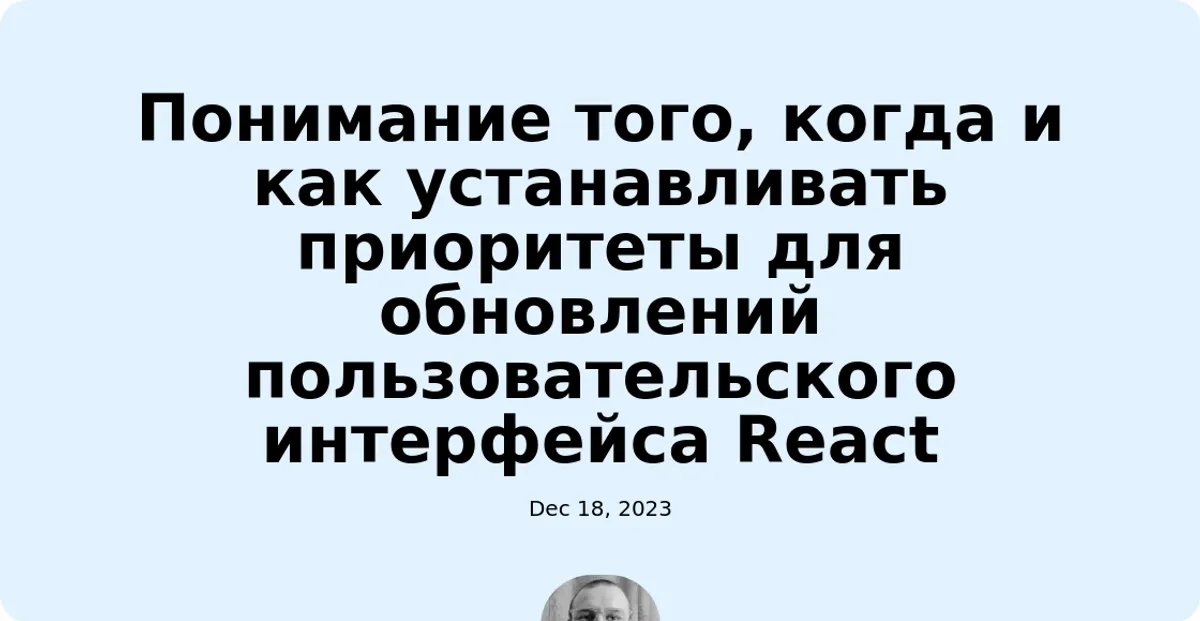 Понимание того, когда и
как устанавливать
приоритеты для
обновлений
пользовательского
интерфейса React
Dec 18, 2023